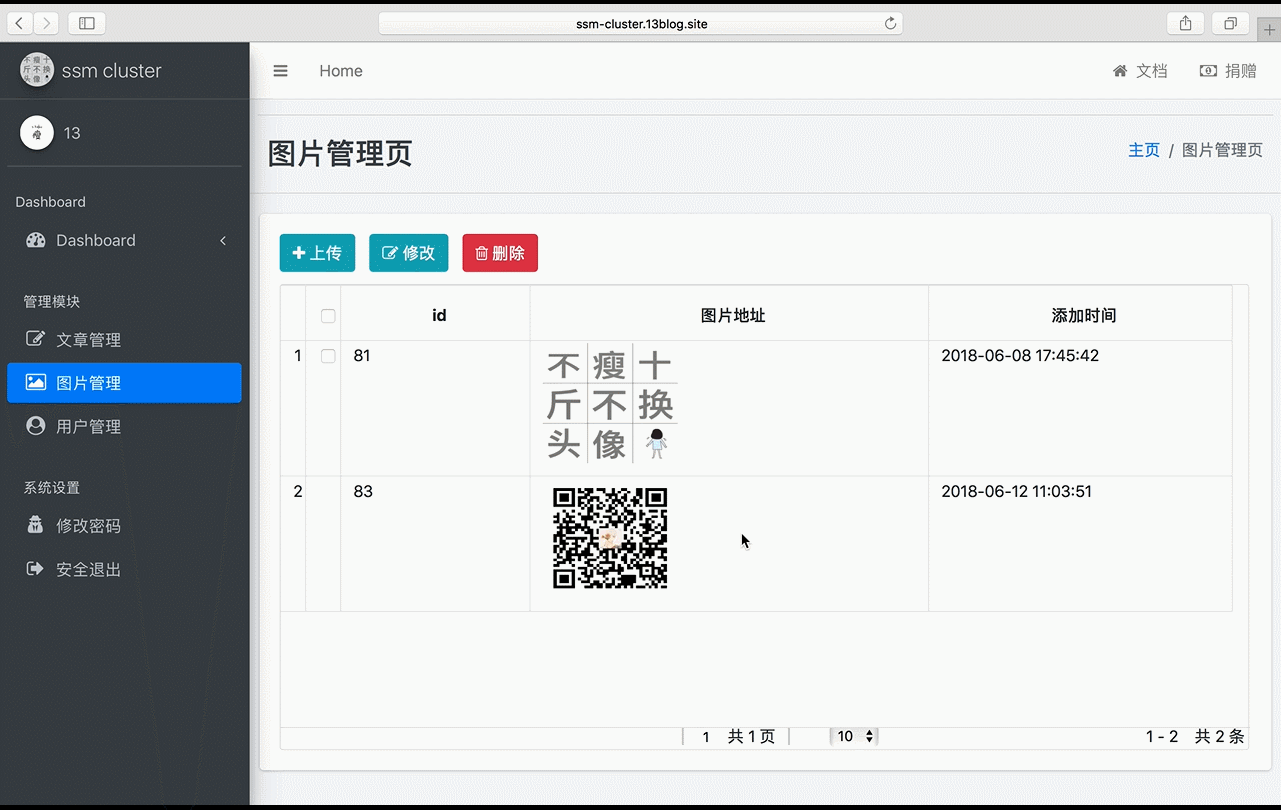 ssm-cluster.13blog.site
ssm cluster
Home
文档
捐赠
13
图片管理页
主页 / 图片管理页
Dashboard
Dashboard
管理模块
文章管理
图片管理
用户管理
系统设置
修改密码
安全退出
上传
修改
删除
id
图片地址
添加时间
1
81
不瘦十
斤不换
头像
2018-06-08 17:45:42
2
83
2018-06-12 11:03:51
1 共 1 页
10
1 - 2 共 2 条